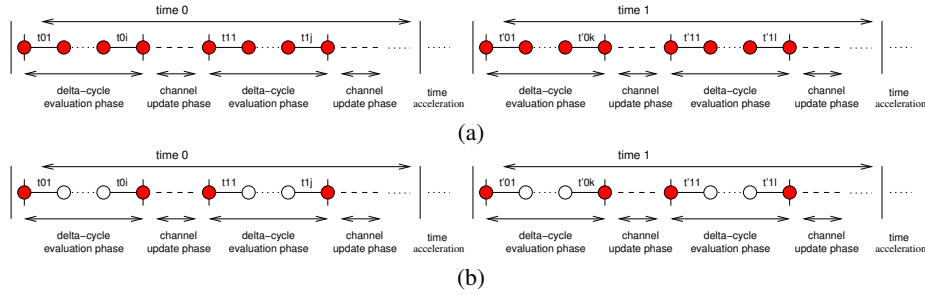 time 0 time 1
t01 t0i t11 t1j t'01 t'0k t'11 t'1l
delta−cycle channel delta−cycle channel time delta−cycle channel delta−cycle channel time
evaluation phase update phase evaluation phase update phase acceleration evaluation phase update phase evaluation phase update phase acceleration
(a)
time 0 time 1
t01 t0i t11 t1j t'01 t'0k t'11 t'1l
delta−cycle channel delta−cycle channel time delta−cycle channel delta−cycle channel time
evaluation phase update phase evaluation phase update phase acceleration evaluation phase update phase evaluation phase update phase acceleration
(b)